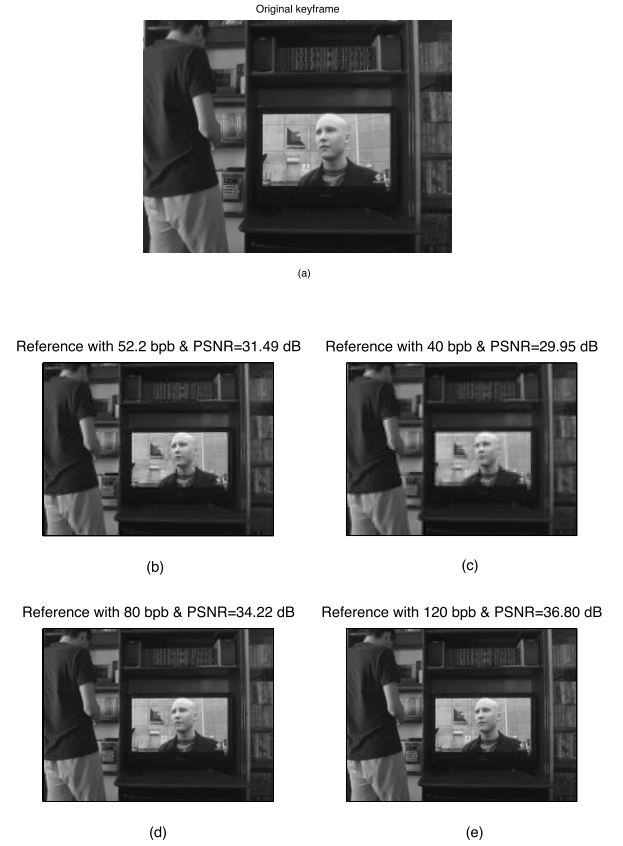 Original keyframe
(a)
Reference with 52.2 bpb & PSNR=31.49 dB
Reference with 40 bpb & PSNR=29.95 dB
(b)
(c)
Reference with 80 bpb & PSNR=34.22 dB
Reference with 120 bpb & PSNR=36.80 dB
(d)
(e)